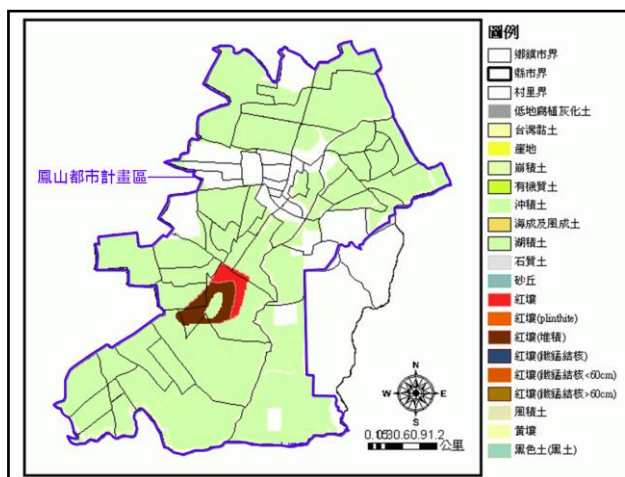 圖例
鄉鎮市界
縣市界
村里界
低地腐植灰化土
台灣黏土
崖地
崩積土
有機質土
沖積土
海成及風成土
湖積土
石質土
砂丘
紅壤
紅壤(plinthite)
紅壤(堆積)
紅壤(鐵錳結核)
紅壤(鐵錳結核<60cm)
紅壤(鐵錳結核>60cm)
風積土
黃壤
黑色土(黑土)
鳳山都市計畫區
N
W
E
S
公里